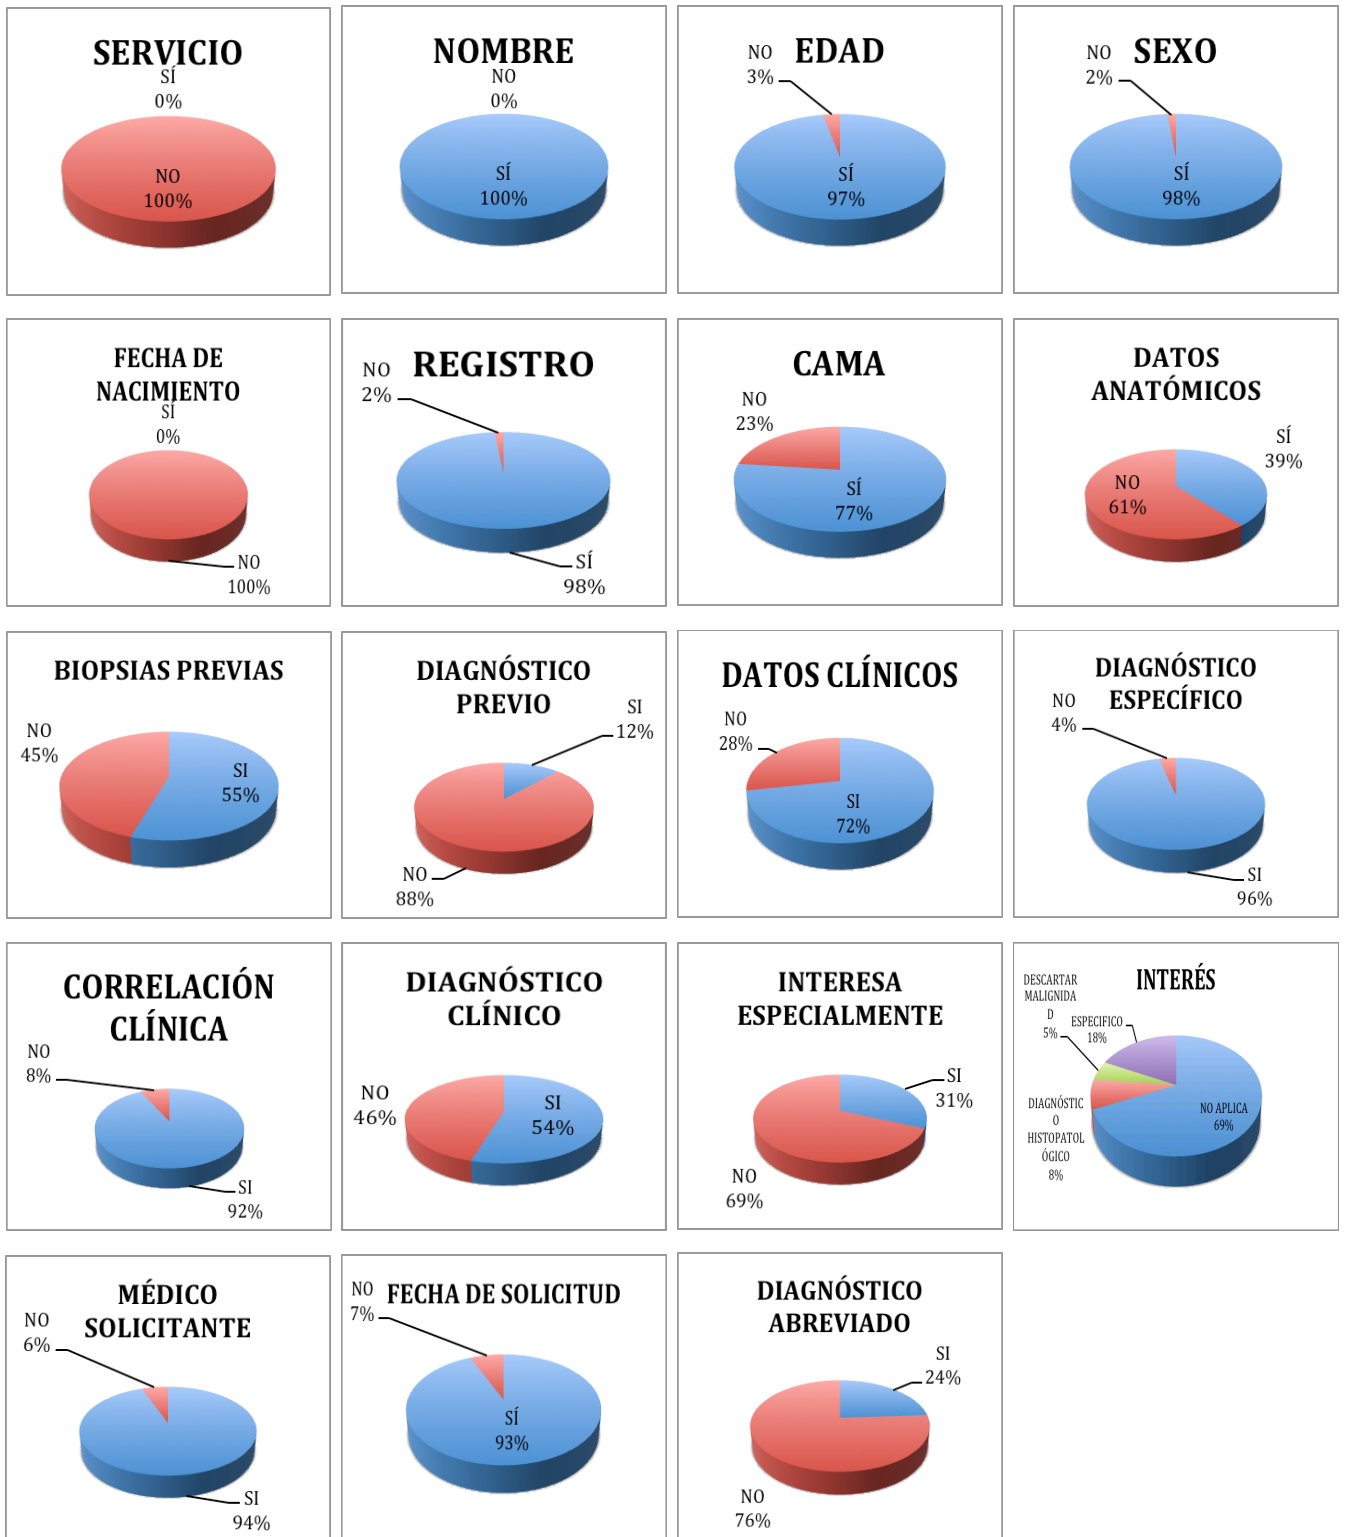 SERVICIO
SÍ
0%
NO
100%
NOMBRE
NO
0%
SÍ
100%
EDAD
NO
3%
SÍ
97%
SEXO
NO
2%
SÍ
98%
FECHA DE
NACIMIENTO
SÍ
0%
NO
100%
REGISTRO
NO
2%
SÍ
98%
CAMA
NO
23%
SÍ
77%
DATOS
ANATÓMICOS
SÍ
39%
NO
61%
BIOPSIAS PREVIAS
NO
45%
SI
55%
DIAGNÓSTICO
PREVIO
SI
12%
NO
88%
DATOS CLÍNICOS
NO
28%
SI
72%
DIAGNÓSTICO
ESPECÍFICO
NO
4%
SI
96%
CORRELACIÓN
CLÍNICA
NO
8%
SI
92%
DIAGNÓSTICO
CLÍNICO
NO
46%
SI
54%
INTERESA
ESPECIALMENTE
SI
31%
NO
69%
INTERÉS
DESCARTAR
MALIGNIDA
D
5%
ESPECIFICO
18%
NO APLICA
69%
DIAGNÓSTIC
O
HISTOPATOL
ÓGICO
8%
MÉDICO
SOLICITANTE
NO
6%
SI
94%
FECHA DE SOLICITUD
NO
7%
SÍ
93%
DIAGNÓSTICO
ABREVIADO
SI
24%
NO
76%